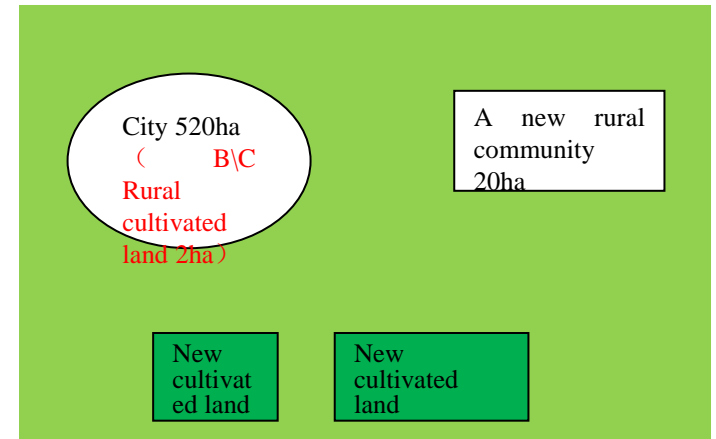 City 520ha
（ B\C
Rural
cultivated
land 2ha）
A new rural
community
20ha
New
cultivat
ed land
New
cultivated
land